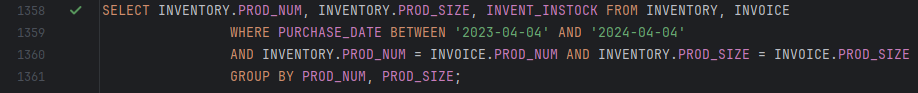 1358 SELECT INVENTORY.PROD_NUM, INVENTORY.PROD_SIZE, INVENT_INSTOCK FROM INVENTORY, INVOICE
1359 WHERE PURCHASE_DATE BETWEEN '2023-04-04' AND '2024-04-04'
1360 AND INVENTORY.PROD_NUM = INVOICE.PROD_NUM AND INVENTORY.PROD_SIZE = INVOICE.PROD_SIZE
1361 GROUP BY PROD_NUM, PROD_SIZE;